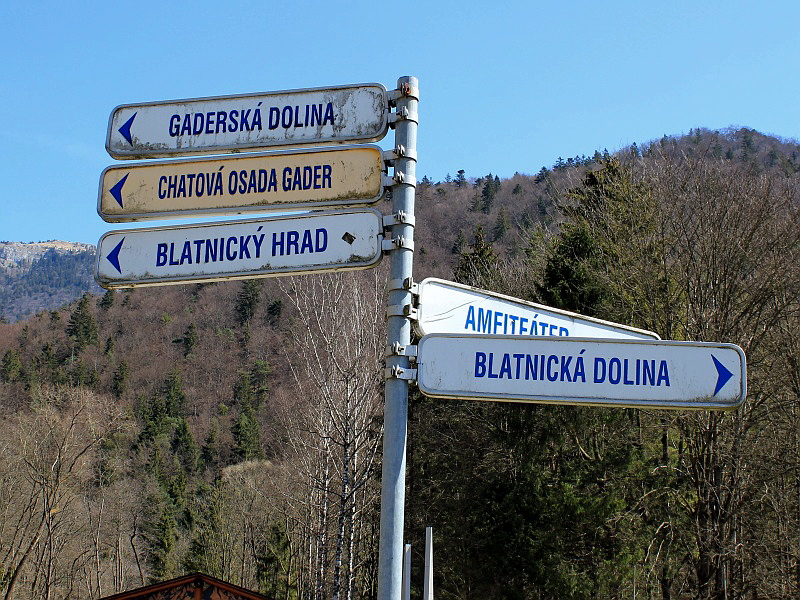 GADERSKÁ DOLINA
CHATOVÁ OSADA GADER
BLATNICKÝ HRAD
AMFITEÁTER
BLATNICKÁ DOLINA